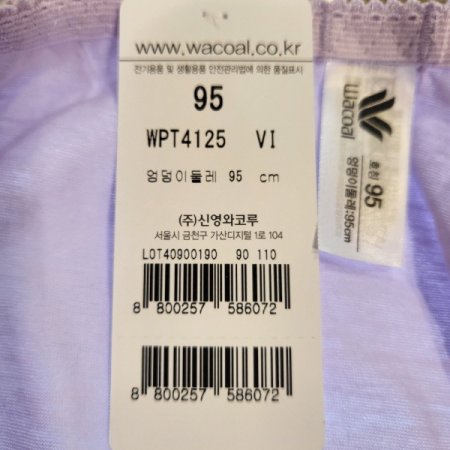 www.wacoal.co.kr
전기용품 및 생활용품 안전관리법에 의한 품질표시
95
WPT4125 VI
엉덩이둘레 95 cm
(주)신영와코루
서울시 금천구 가산디지털 1로 104
LOT40900190 90 110
8 800257 586072
8 800257 586072
Wacoal
호칭 95
엉덩이둘레:95cm